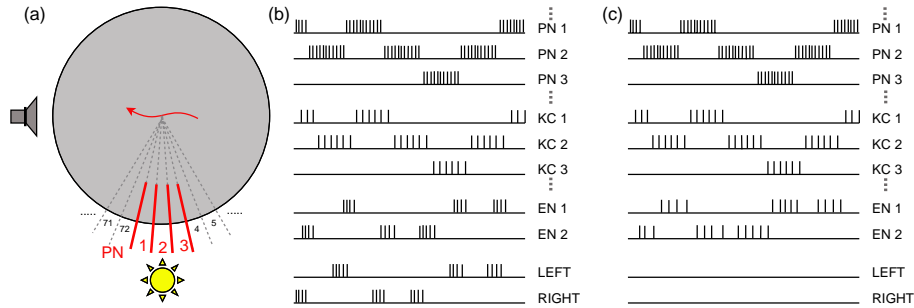 (a)
71
72
PN
1
2
3
4
5
(b)
PN 1
PN 2
PN 3
KC 1
KC 2
KC 3
EN 1
EN 2
LEFT
RIGHT
(c)
PN 1
PN 2
PN 3
KC 1
KC 2
KC 3
EN 1
EN 2
LEFT
RIGHT